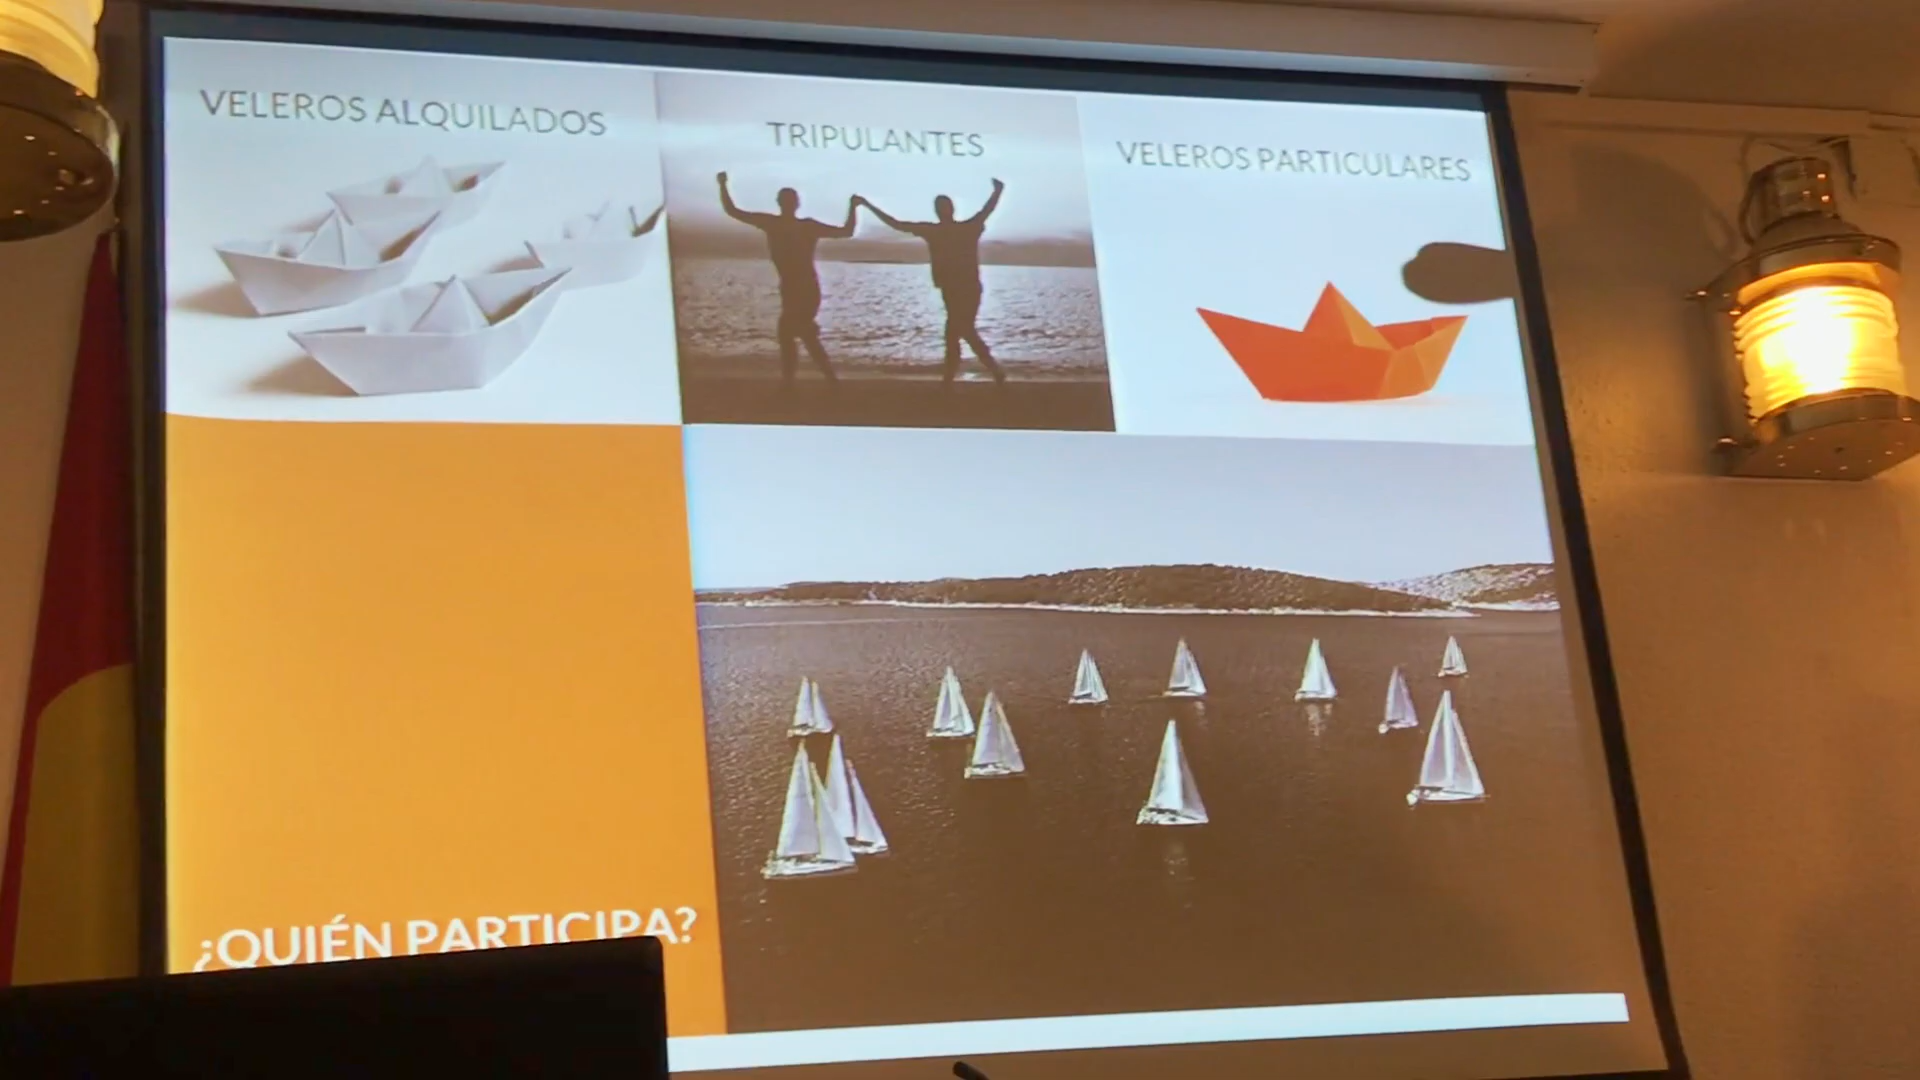 VELEROS ALQUILADOS
TRIPULANTES
VELEROS PARTICULARES
¿QUIÉN PARTICIPA?